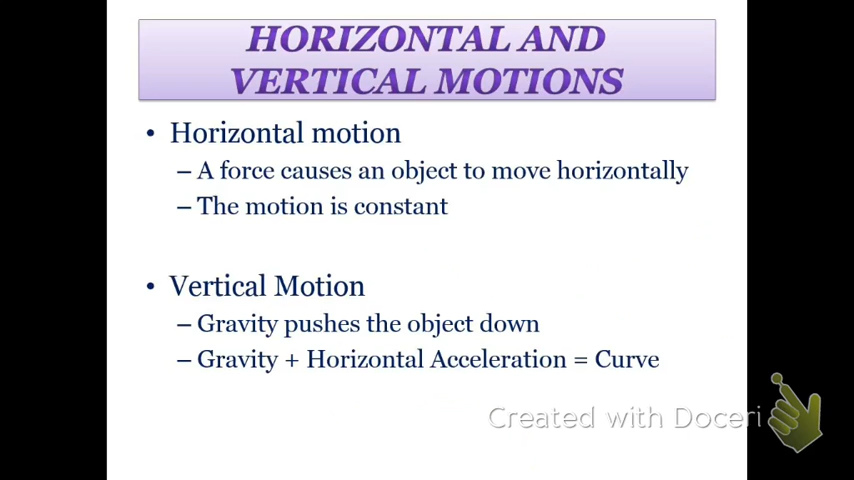 HORIZONTAL AND
VERTICAL MOTIONS
• Horizontal motion
– A force causes an object to move horizontally
– The motion is constant
• Vertical Motion
– Gravity pushes the object down
– Gravity + Horizontal Acceleration = Curve
Created with Doceri